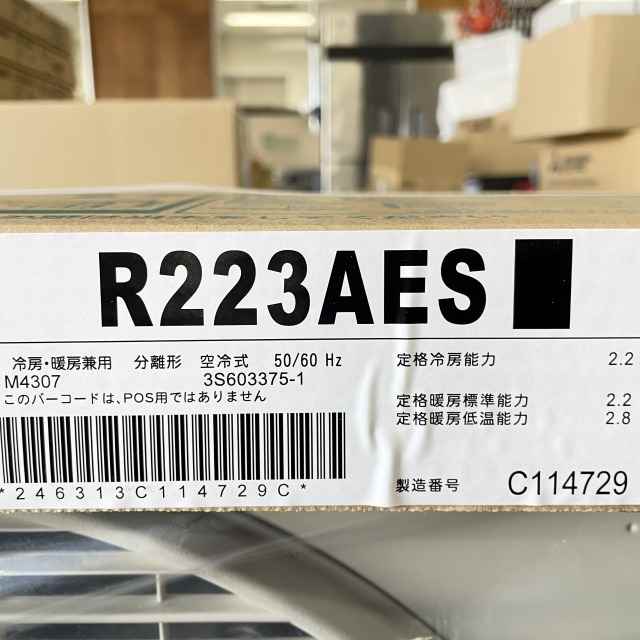 R223AES
冷房・暖房兼用 分離形 空冷式 50/60 Hz
M4307 3S603375-1
このバーコードは、POS用ではありません
*246313C114729C*
定格冷房能力 2.2
定格暖房標準能力 2.2
定格暖房低温能力 2.8
製造番号 C114729